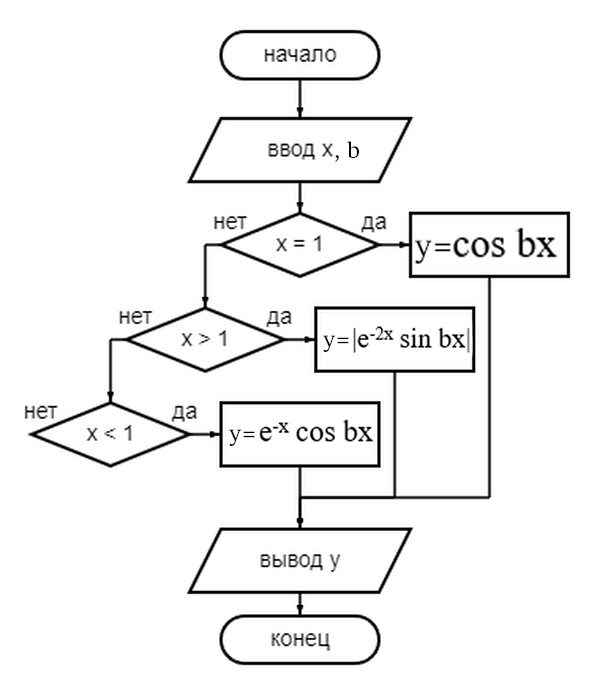 начало
ввод x, b
нет
да
x = 1
y=cos bx
нет
да
x > 1
y=|e⁻²ˣ sin bx|
нет
да
x < 1
y=e⁻ˣ cos bx
вывод y
конец